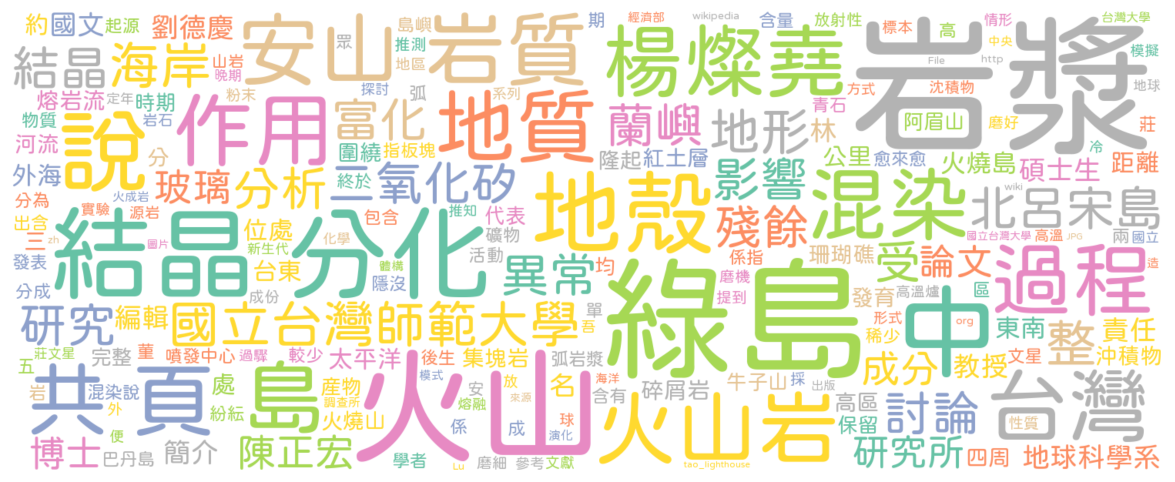 約 國文 起源 劉德慶 安山岩質 眾 島嶼 推測 地區 期 經濟部 wikipedia 楊燦堯 含量 標本 放射性 高 File 岩漿 情形 中央 http 台灣大學 模擬 地球
結晶 海岸 山岩 晚期 粉末 探討 弧 系列 青石 方式 沈積物
熔岩流 定年 時期 作用 富化 地質 蘭嶼 地形 林 阿眉山 磨好 莊
物質 岩石 說 圍繞 指板塊 隆起 紅土層 影響 公里 愈來愈 火燒島 碩士生 冷 距離
河流 分 終於 二氧化矽
外海 玻璃 分析 地殼 殘餘 混染 北呂宋島
分為 火成岩 實驗 源岩 位處 包含 推知 代表 礦物 wiki
出含 三 zh 圖片 結晶分化 新生代 化學 活動 異常 均 係指 珊瑚礁 受 論文 國立台灣大學 高溫 JPG 兩 國立
發表 台東 體構 隱沒 磨機 過程 造
分成 成份 提到 綠島 發育 高溫爐 區
研究 編輯 國立台灣師範大學 單 吾 形式 稀少 中 org 東南 整 責任
五 莊文星 過驟 完整 菫 噴發中心 較少 太平洋 後生 集塊岩 弧岩漿 成分 教授 文星 沖積物
岩 混染說 共頁 處 島 產物 調查所 火山 模式 安 熔融 放 來源 名 海洋 含有 採 碎屑岩 牛子山 出版 高區 保留 討論 台灣
外 紛紜 火燒山 係 成 球 演化 火山岩 性質
博士 便 巴丹島 簡介 陳正宏 學者 Lu 磨細 參考 文獻 tao_lighthouse 研究所 四周 地球科學系